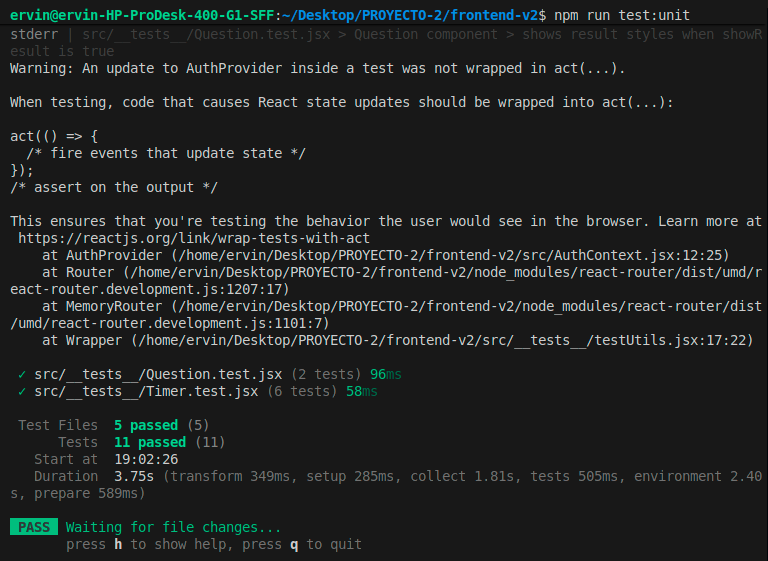 ervin@ervin-HP-ProDesk-400-G1-SFF:~/Desktop/PROYECTO-2/frontend-v2$ npm run test:unit
stderr | src/__tests__/Question.test.jsx > Question component > shows result styles when showR
esult is true
Warning: An update to AuthProvider inside a test was not wrapped in act(...).

When testing, code that causes React state updates should be wrapped into act(...):

act(() => {
  /* fire events that update state */
});
/* assert on the output */

This ensures that you're testing the behavior the user would see in the browser. Learn more at
 https://reactjs.org/link/wrap-tests-with-act
    at AuthProvider (/home/ervin/Desktop/PROYECTO-2/frontend-v2/src/AuthContext.jsx:12:25)
    at Router (/home/ervin/Desktop/PROYECTO-2/frontend-v2/node_modules/react-router/dist/umd/r
eact-router.development.js:1207:17)
    at MemoryRouter (/home/ervin/Desktop/PROYECTO-2/frontend-v2/node_modules/react-router/dist
/umd/react-router.development.js:1101:7)
    at Wrapper (/home/ervin/Desktop/PROYECTO-2/frontend-v2/src/__tests__/testUtils.jsx:17:22)

 ✓ src/__tests__/Question.test.jsx (2 tests) 96ms
 ✓ src/__tests__/Timer.test.jsx (6 tests) 58ms

 Test Files  5 passed (5)
      Tests  11 passed (11)
   Start at  19:02:26
   Duration  3.75s (transform 349ms, setup 285ms, collect 1.81s, tests 505ms, environment 2.40
s, prepare 589ms)

 PASS  Waiting for file changes...
       press h to show help, press q to quit